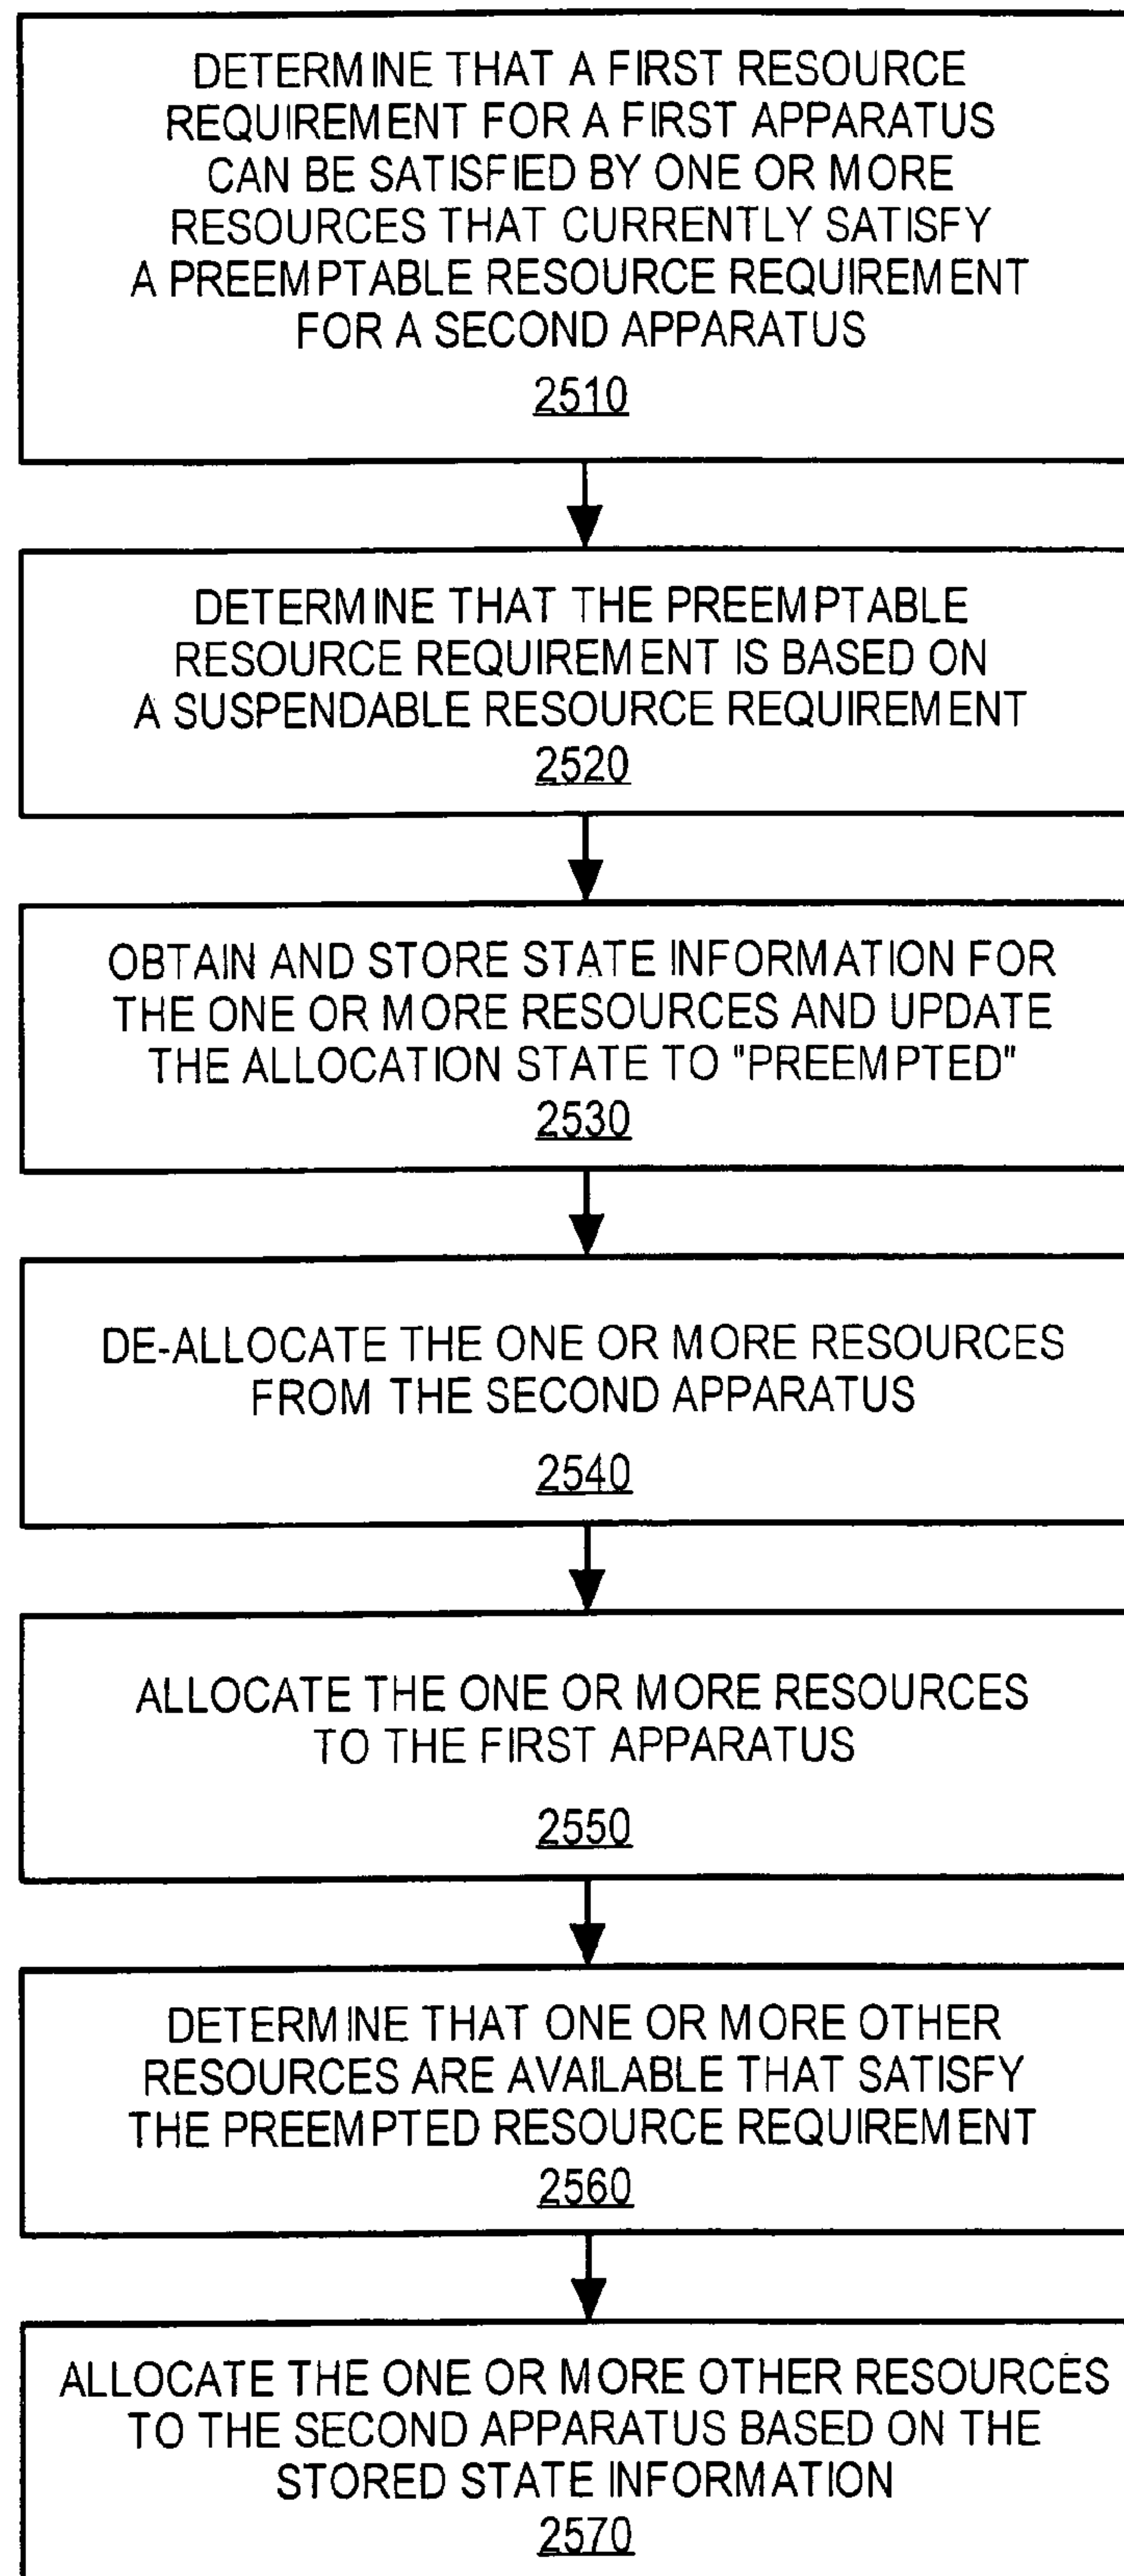 DETERMINE THAT A FIRST RESOURCE
REQUIREMENT FOR A FIRST APPARATUS
CAN BE SATISFIED BY ONE OR MORE
RESOURCES THAT CURRENTLY SATISFY
A PREEMPTABLE RESOURCE REQUIREMENT
FOR A SECOND APPARATUS
2510
DETERMINE THAT THE PREEMPTABLE
RESOURCE REQUIREMENT IS BASED ON
A SUSPENDABLE RESOURCE REQUIREMENT
2520
OBTAIN AND STORE STATE INFORMATION FOR
THE ONE OR MORE RESOURCES AND UPDATE
THE ALLOCATION STATE TO "PREEMPTED"
2530
DE-ALLOCATE THE ONE OR MORE RESOURCES
FROM THE SECOND APPARATUS
2540
ALLOCATE THE ONE OR MORE RESOURCES
TO THE FIRST APPARATUS
2550
DETERMINE THAT ONE OR MORE OTHER
RESOURCES ARE AVAILABLE THAT SATISFY
THE PREEMPTED RESOURCE REQUIREMENT
2560
ALLOCATE THE ONE OR MORE OTHER RESOURCES
TO THE SECOND APPARATUS BASED ON THE
STORED STATE INFORMATION
2570